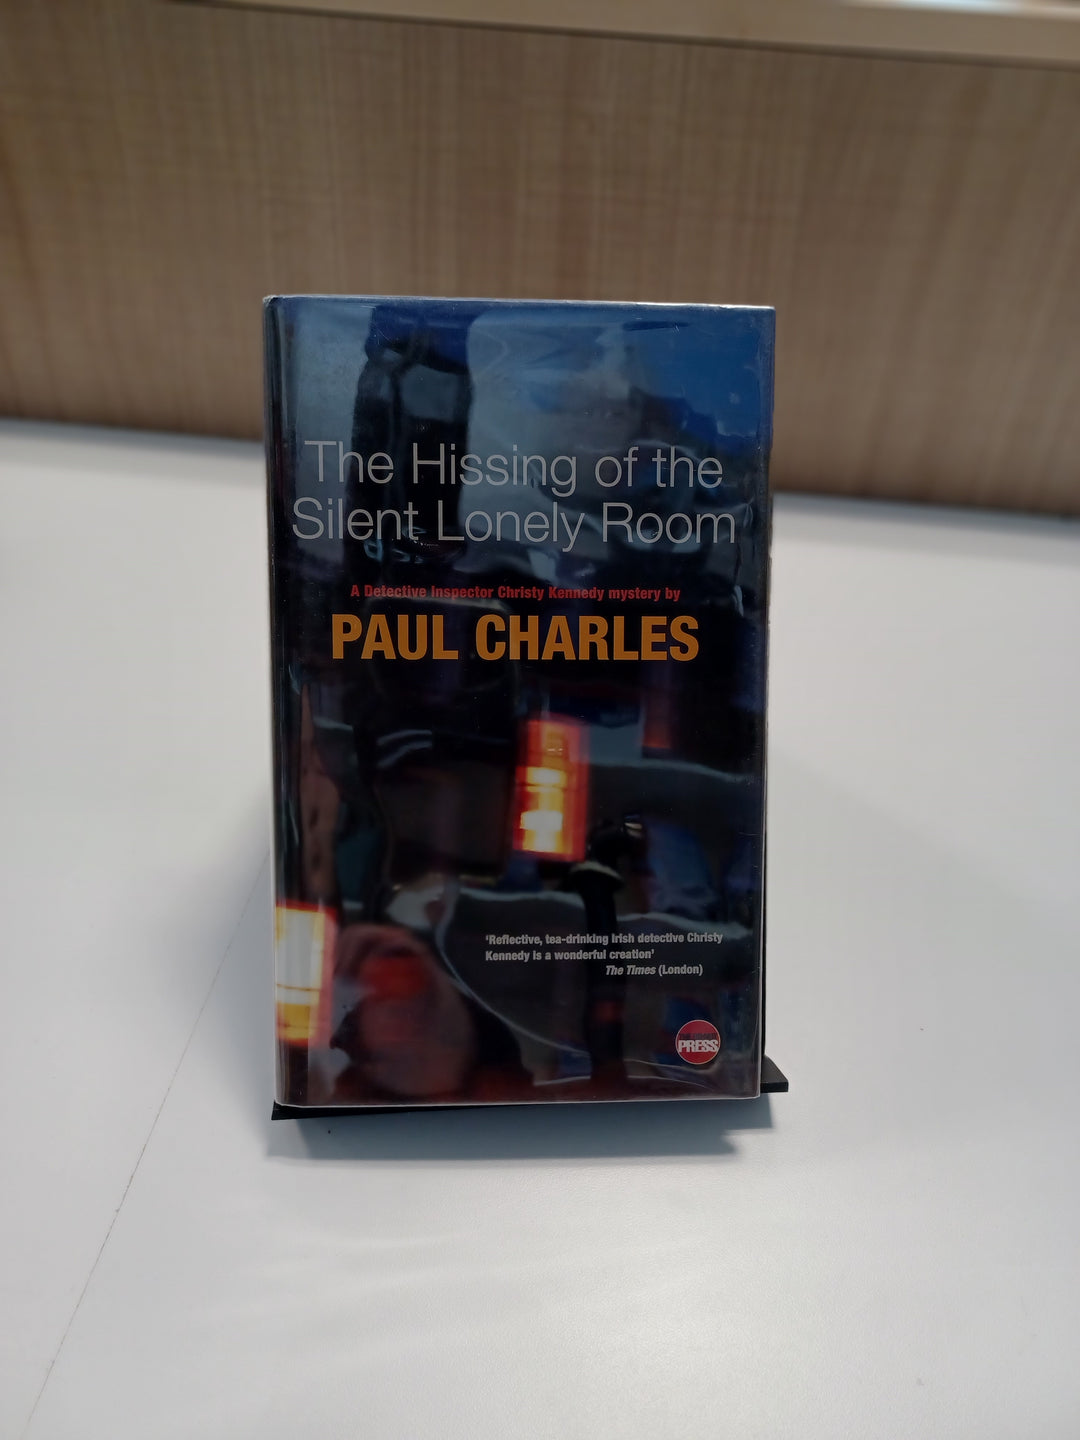 The Hissing of the
Silent Lonely Room
A Detective Inspector Christy Kennedy mystery by
PAUL CHARLES
'Reflective, tea-drinking Irish detective Christy
Kennedy is a wonderful creation'
The Times (London)
PRESS